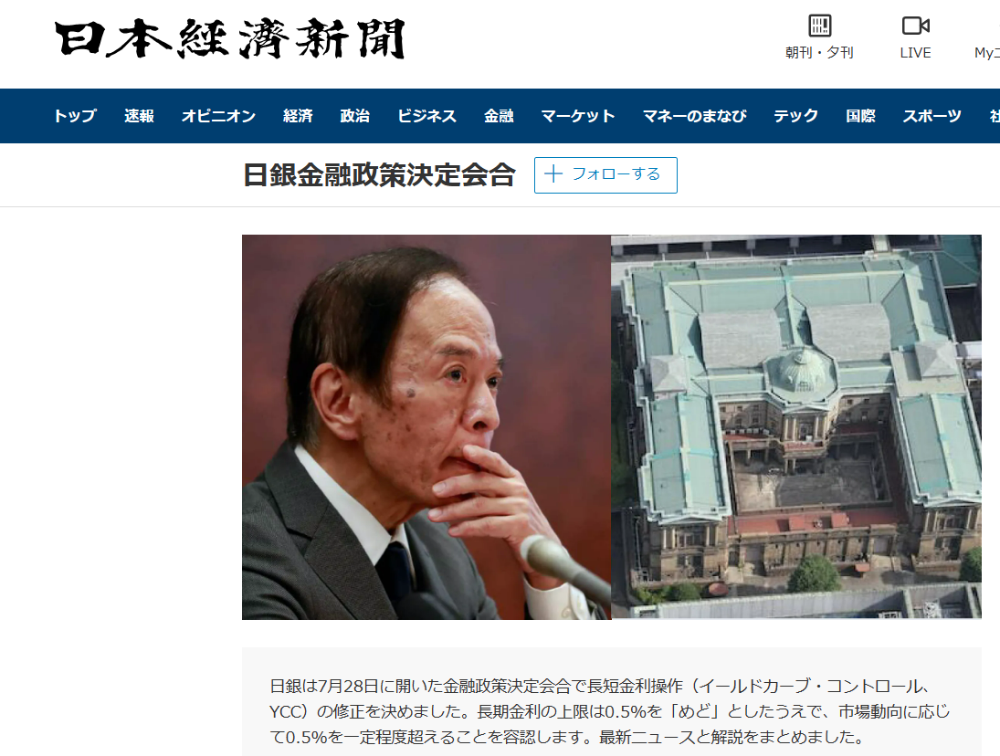 日本経済新聞
朝刊・夕刊
LIVE
Myニ
トップ 速報 オピニオン 経済 政治 ビジネス 金融 マーケット マネーのまなび テック 国際 スポーツ 社
日銀金融政策決定会合
フォローする
日銀は7月28日に開いた金融政策決定会合で長短金利操作（イールドカーブ・コントロール、
YCC）の修正を決めました。長期金利の上限は0.5%を「めど」としたうえで、市場動向に応じ
て0.5%を一定程度超えることを容認します。最新ニュースと解説をまとめました。